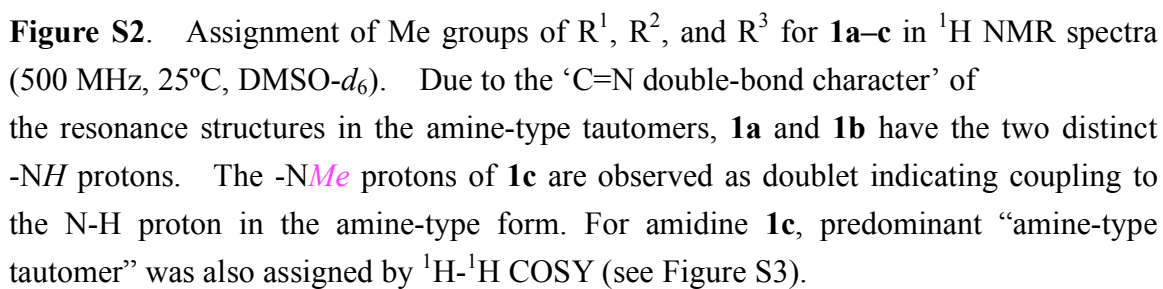 Figure S2.   Assignment of Me groups of R¹, R², and R³ for 1a–c in ¹H NMR spectra
(500 MHz, 25ºC, DMSO-d₆).   Due to the ‘C=N double-bond character’ of
the resonance structures in the amine-type tautomers, 1a and 1b have the two distinct
-NH protons.   The -NMe protons of 1c are observed as doublet indicating coupling to
the N-H proton in the amine-type form. For amidine 1c, predominant “amine-type
tautomer” was also assigned by ¹H-¹H COSY (see Figure S3).